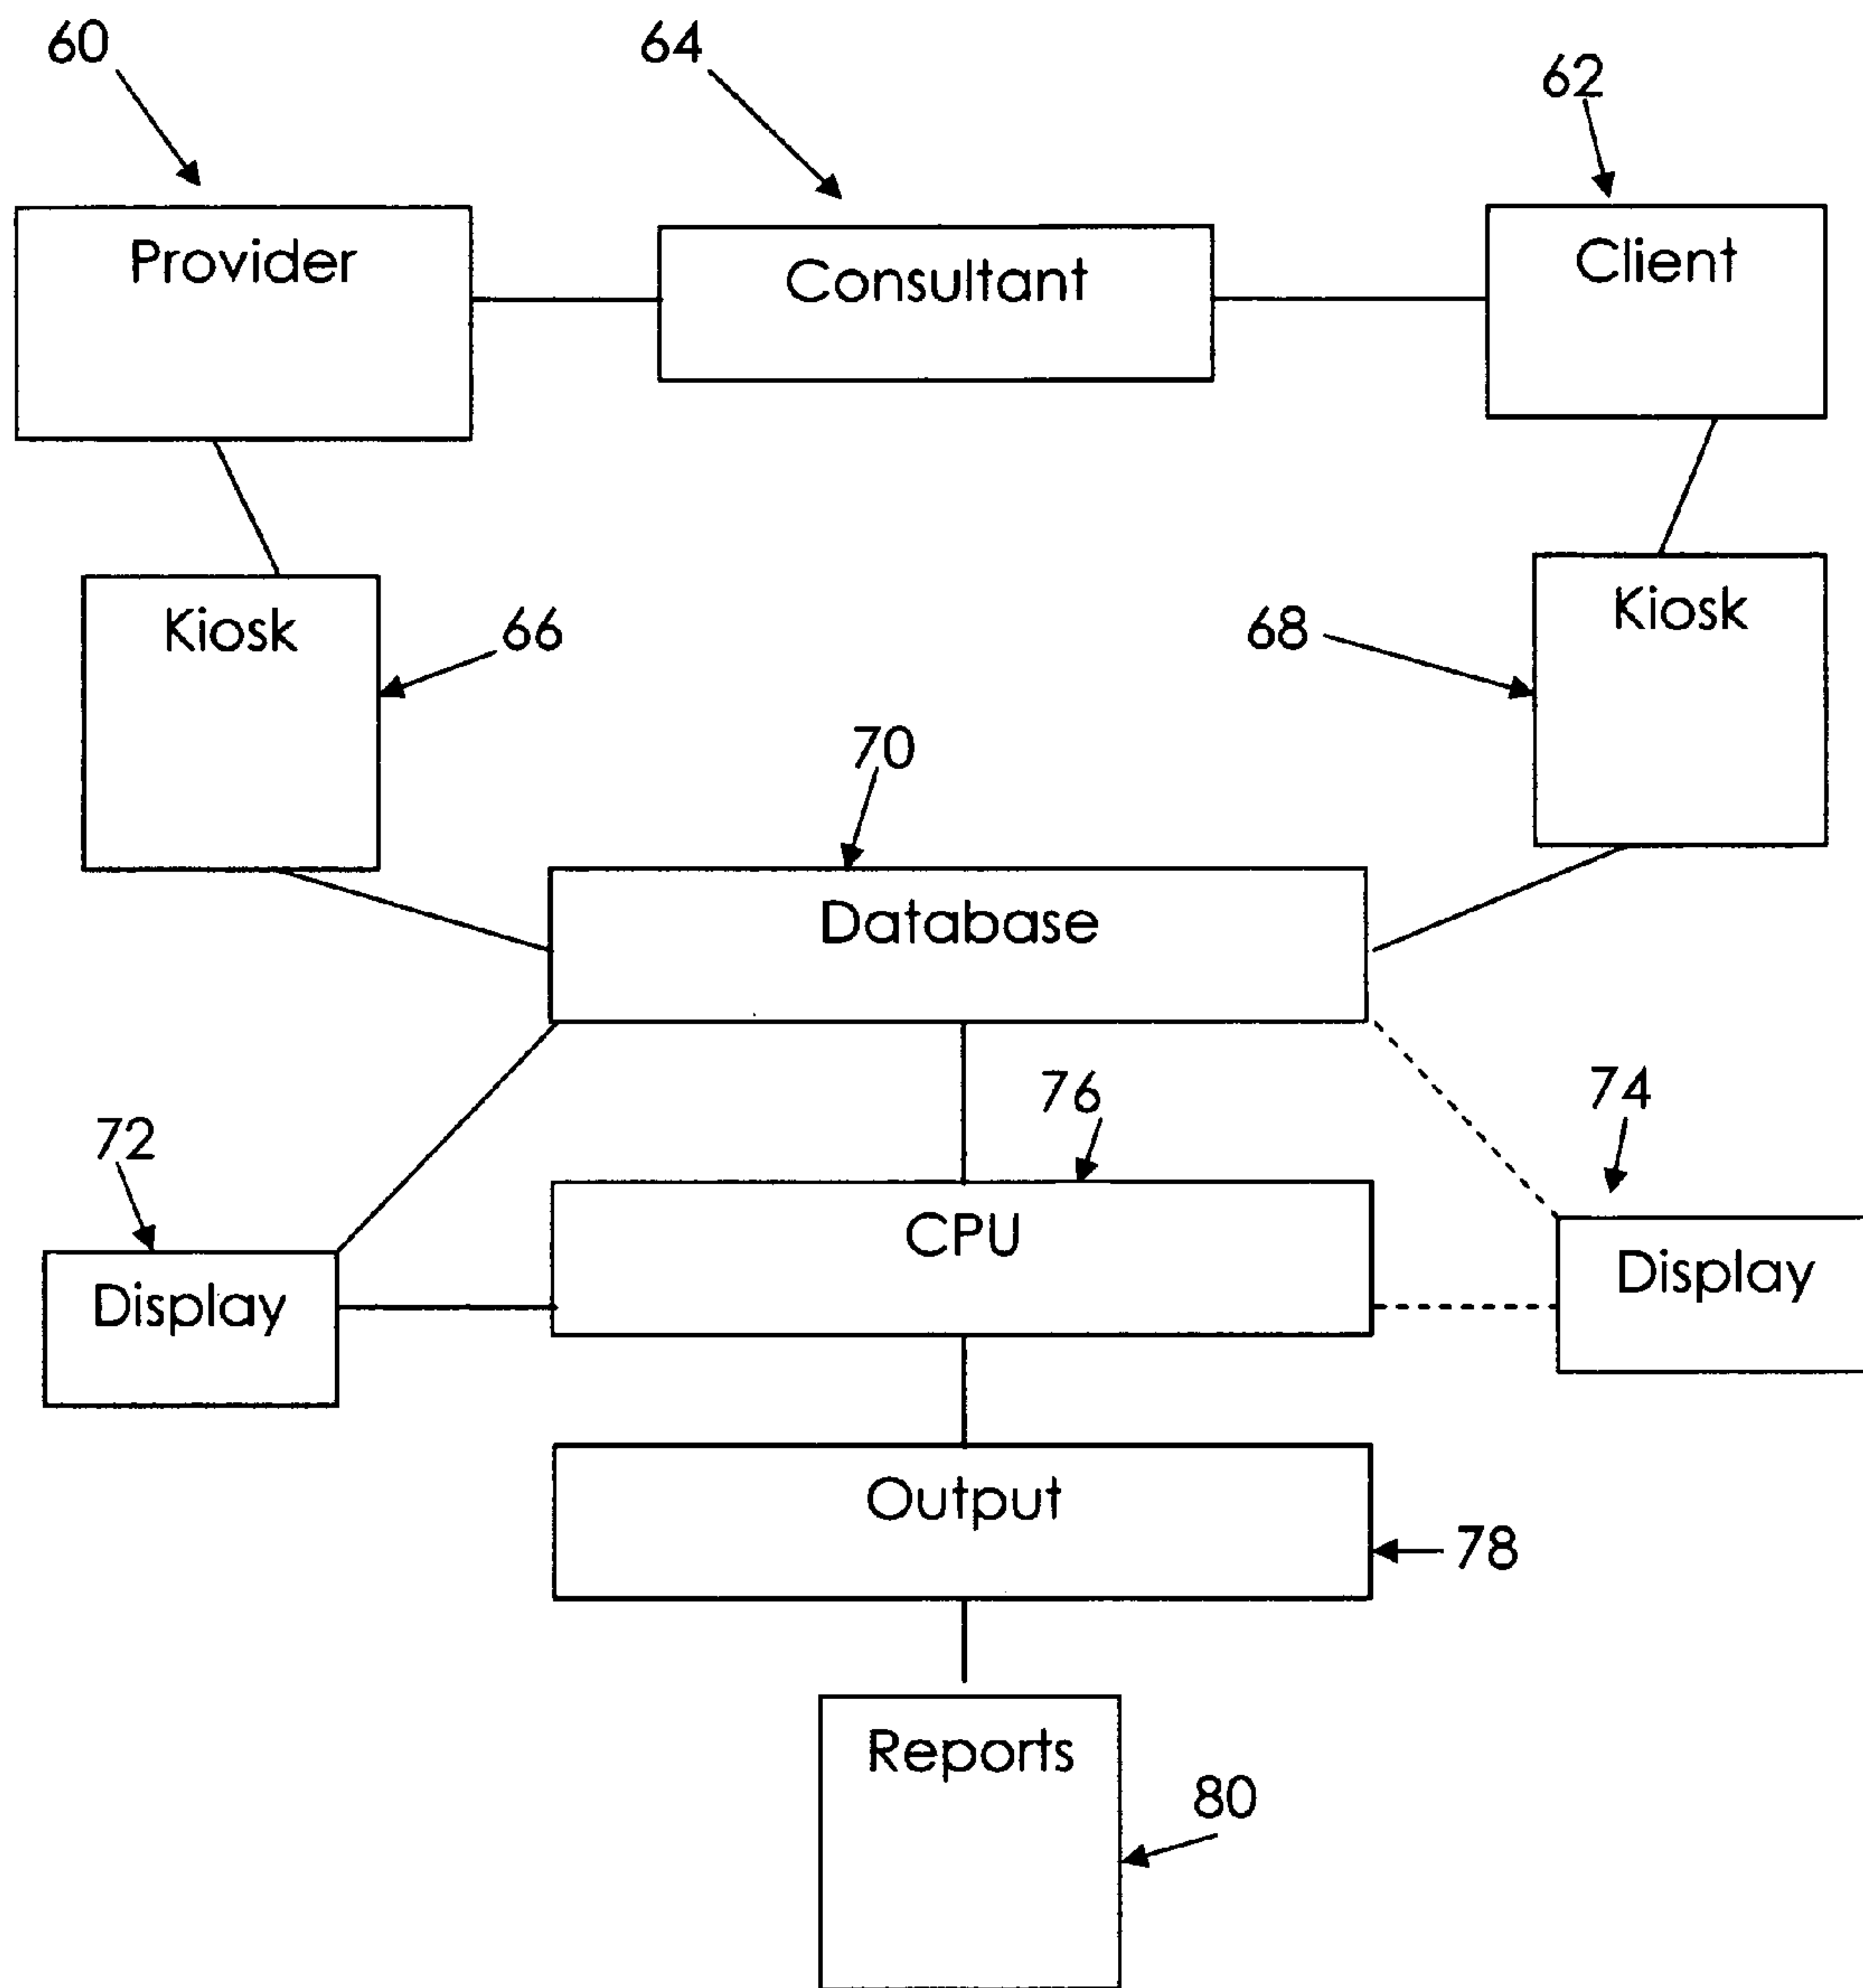 60
64
62
Provider
Consultant
Client
Kiosk
66
68
Kiosk
70
Database
72
76
74
CPU
Display
Display
Output
78
Reports
80